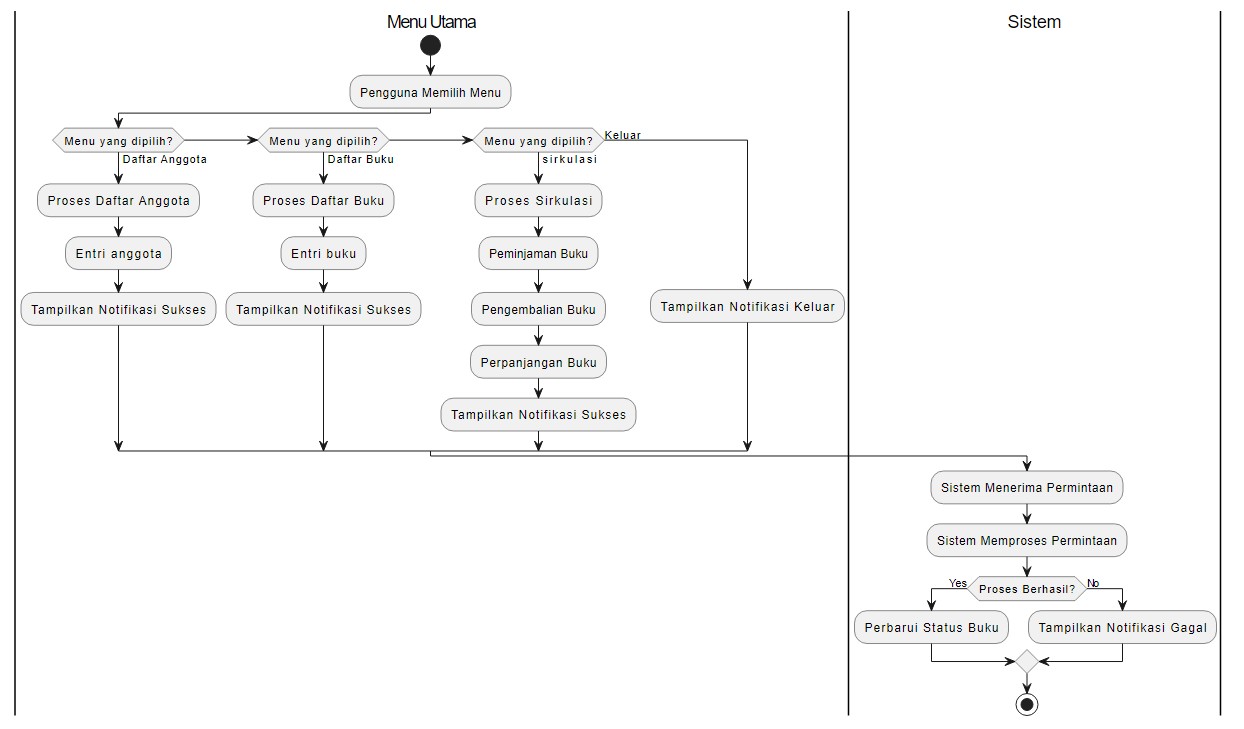 Menu Utama
Sistem
Pengguna Memilih Menu
Menu yang dipilih?
Menu yang dipilih?
Menu yang dipilih?
Keluar
Daftar Anggota
Daftar Buku
sirkulasi
Proses Daftar Anggota
Proses Daftar Buku
Proses Sirkulasi
Entri anggota
Entri buku
Peminjaman Buku
Tampilkan Notifikasi Sukses
Tampilkan Notifikasi Sukses
Pengembalian Buku
Tampilkan Notifikasi Keluar
Perpanjangan Buku
Tampilkan Notifikasi Sukses
Sistem Menerima Permintaan
Sistem Memproses Permintaan
Yes
Proses Berhasil?
No
Perbarui Status Buku
Tampilkan Notifikasi Gagal